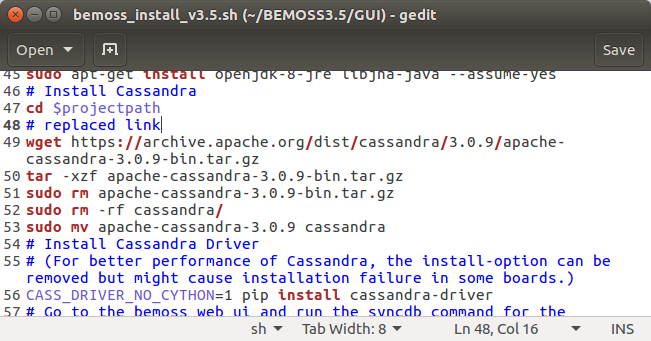 bemoss_install_v3.5.sh (~/BEMOSS3.5/GUI) - gedit
Open Save
45 sudo apt-get install openjdk-8-jre libjna-java --assume-yes
46 # Install Cassandra
47 cd $projectpath
48 # replaced link
49 wget https://archive.apache.org/dist/cassandra/3.0.9/apache-
cassandra-3.0.9-bin.tar.gz
50 tar -xzf apache-cassandra-3.0.9-bin.tar.gz
51 sudo rm apache-cassandra-3.0.9-bin.tar.gz
52 sudo rm -rf cassandra/
53 sudo mv apache-cassandra-3.0.9 cassandra
54 # Install Cassandra Driver
55 # (For better performance of Cassandra, the install-option can be
removed but might cause installation failure in some boards.)
56 CASS_DRIVER_NO_CYTHON=1 pip install cassandra-driver
57 # Go to the bemoss web ui and run the syncdb command for the
sh Tab Width: 8 Ln 48, Col 16 INS